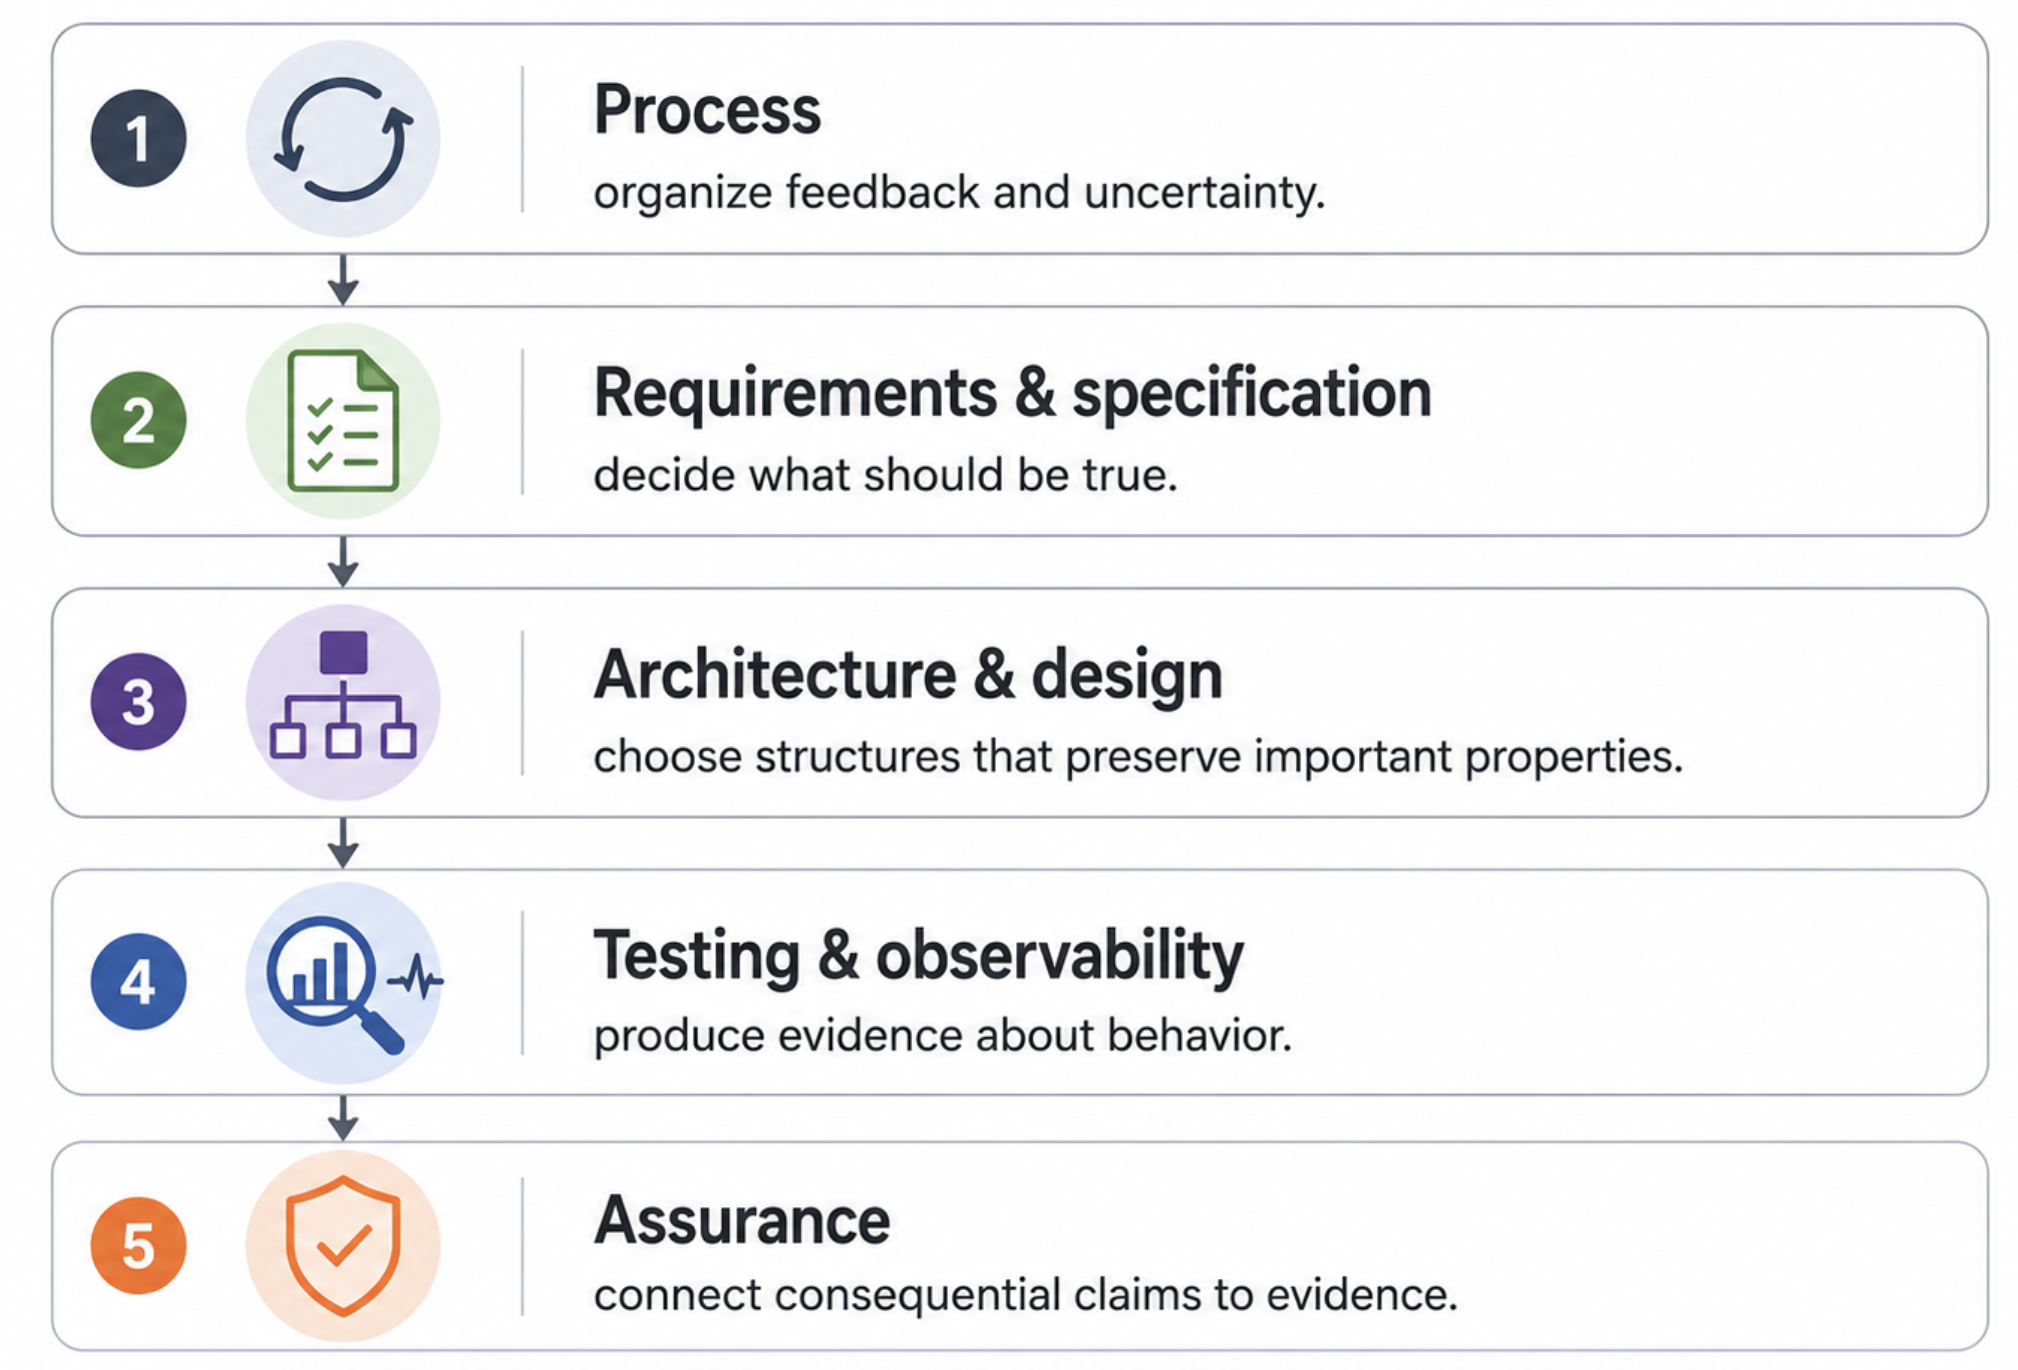 1
Process
organize feedback and uncertainty.
2
Requirements & specification
decide what should be true.
3
Architecture & design
choose structures that preserve important properties.
4
Testing & observability
produce evidence about behavior.
5
Assurance
connect consequential claims to evidence.